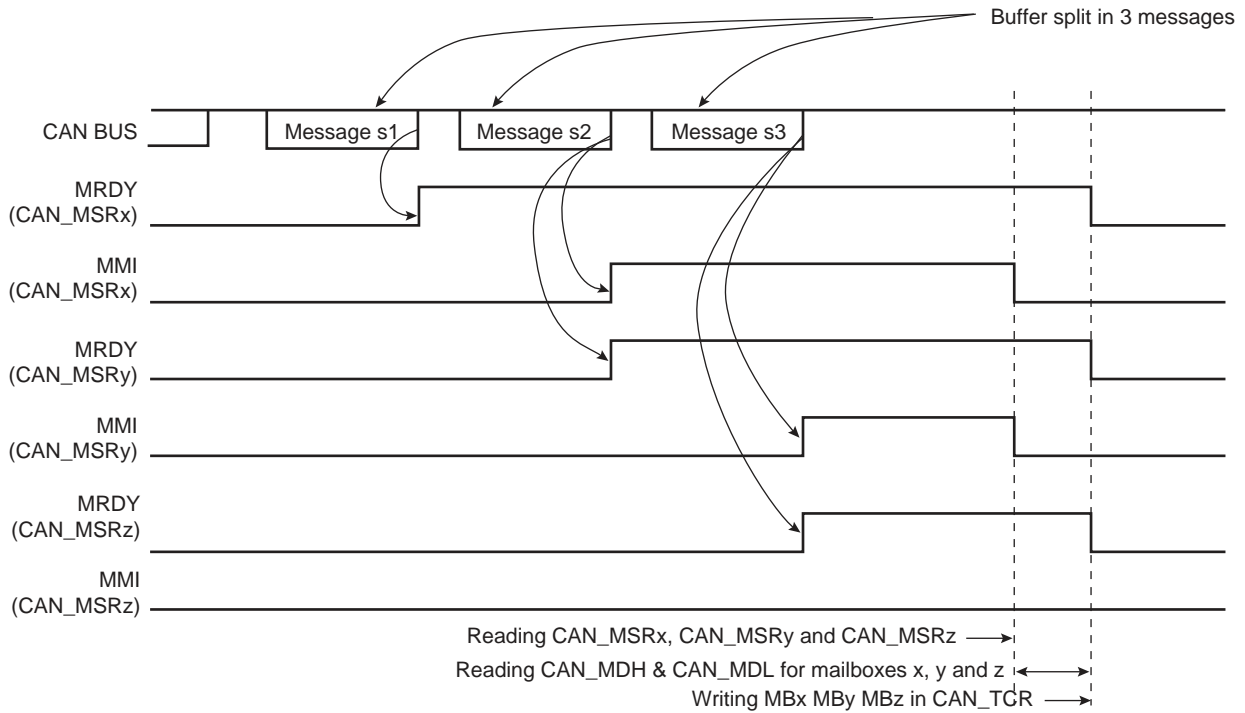 Buffer split in 3 messages
CAN BUS
Message s1
Message s2
Message s3
MRDY
(CAN_MSRx)
MMI
(CAN_MSRx)
MRDY
(CAN_MSRy)
MMI
(CAN_MSRy)
MRDY
(CAN_MSRz)
MMI
(CAN_MSRz)
Reading CAN_MSRx, CAN_MSRy and CAN_MSRz
Reading CAN_MDH & CAN_MDL for mailboxes x, y and z
Writing MBx MBy MBz in CAN_TCR